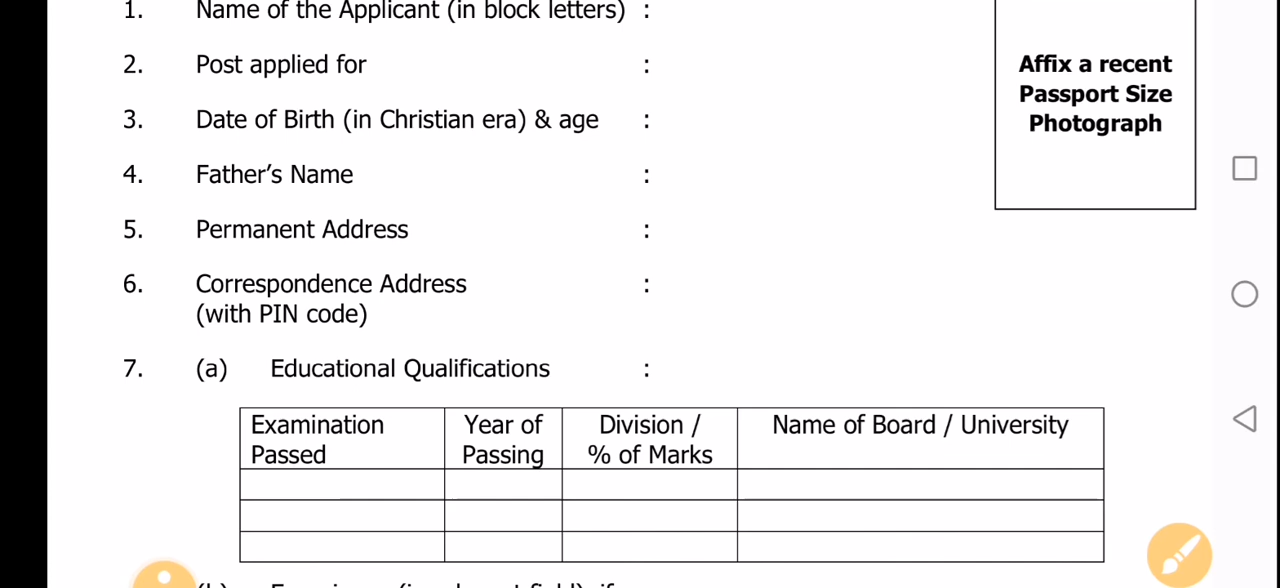 1. Name of the Applicant (in block letters) :
2. Post applied for :
3. Date of Birth (in Christian era) & age :
4. Father’s Name :
5. Permanent Address :
6. Correspondence Address :
(with PIN code)
Affix a recent
Passport Size
Photograph
7. (a) Educational Qualifications :
Examination Passed
Year of Passing
Division / % of Marks
Name of Board / University